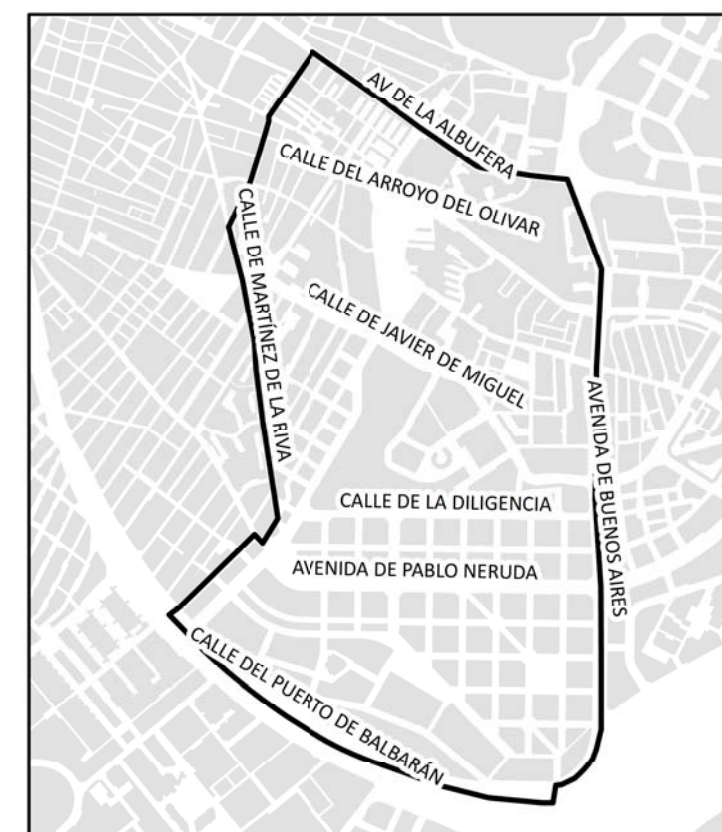 AV DE LA ALBUFERA
CALLE DEL ARROYO DEL OLIVAR
CALLE DE MARTÍNEZ DE LA RIVA
CALLE DE JAVIER DE MIGUEL
AVENIDA DE BUENOS AIRES
CALLE DE LA DILIGENCIA
AVENIDA DE PABLO NERUDA
CALLE DEL PUERTO DE BALBARÁN